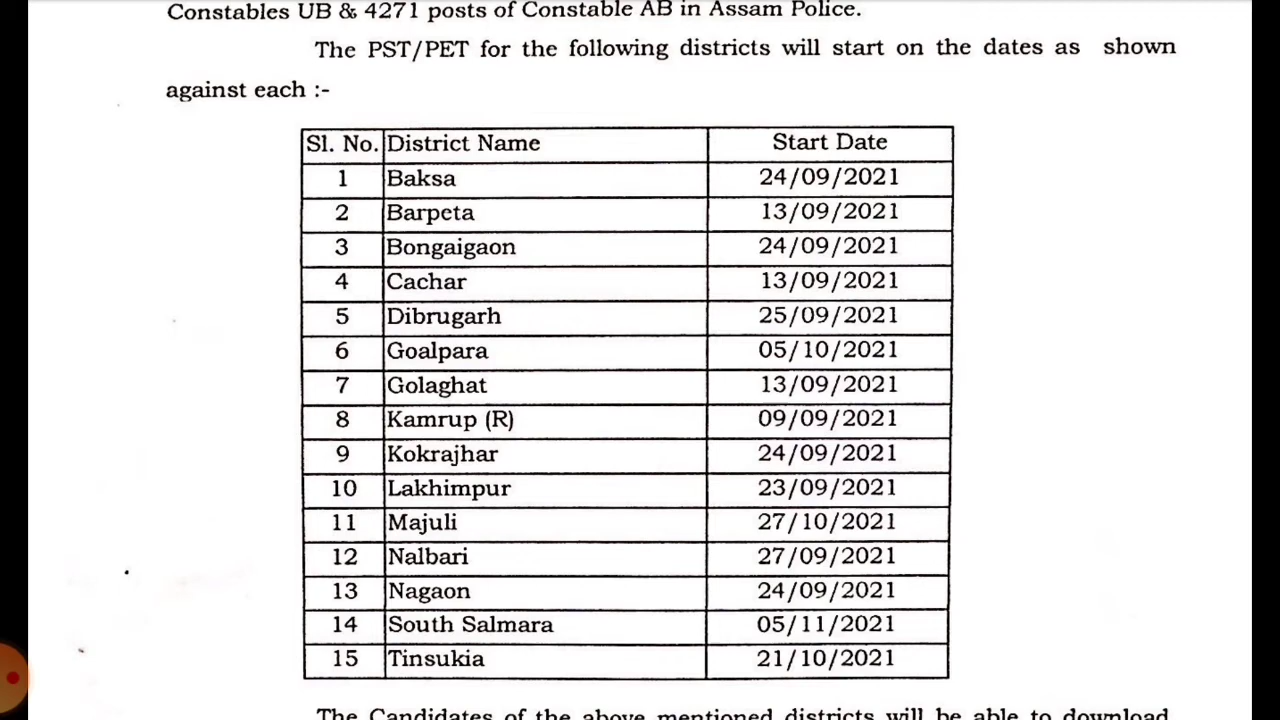 Constables UB & 4271 posts of Constable AB in Assam Police.
The PST/PET for the following districts will start on the dates as shown
against each :-
Sl. No. District Name Start Date
1 Baksa 24/09/2021
2 Barpeta 13/09/2021
3 Bongaigaon 24/09/2021
4 Cachar 13/09/2021
5 Dibrugarh 25/09/2021
6 Goalpara 05/10/2021
7 Golaghat 13/09/2021
8 Kamrup (R) 09/09/2021
9 Kokrajhar 24/09/2021
10 Lakhimpur 23/09/2021
11 Majuli 27/10/2021
12 Nalbari 27/09/2021
13 Nagaon 24/09/2021
14 South Salmara 05/11/2021
15 Tinsukia 21/10/2021
The Candidates of the above mentioned districts will be able to download